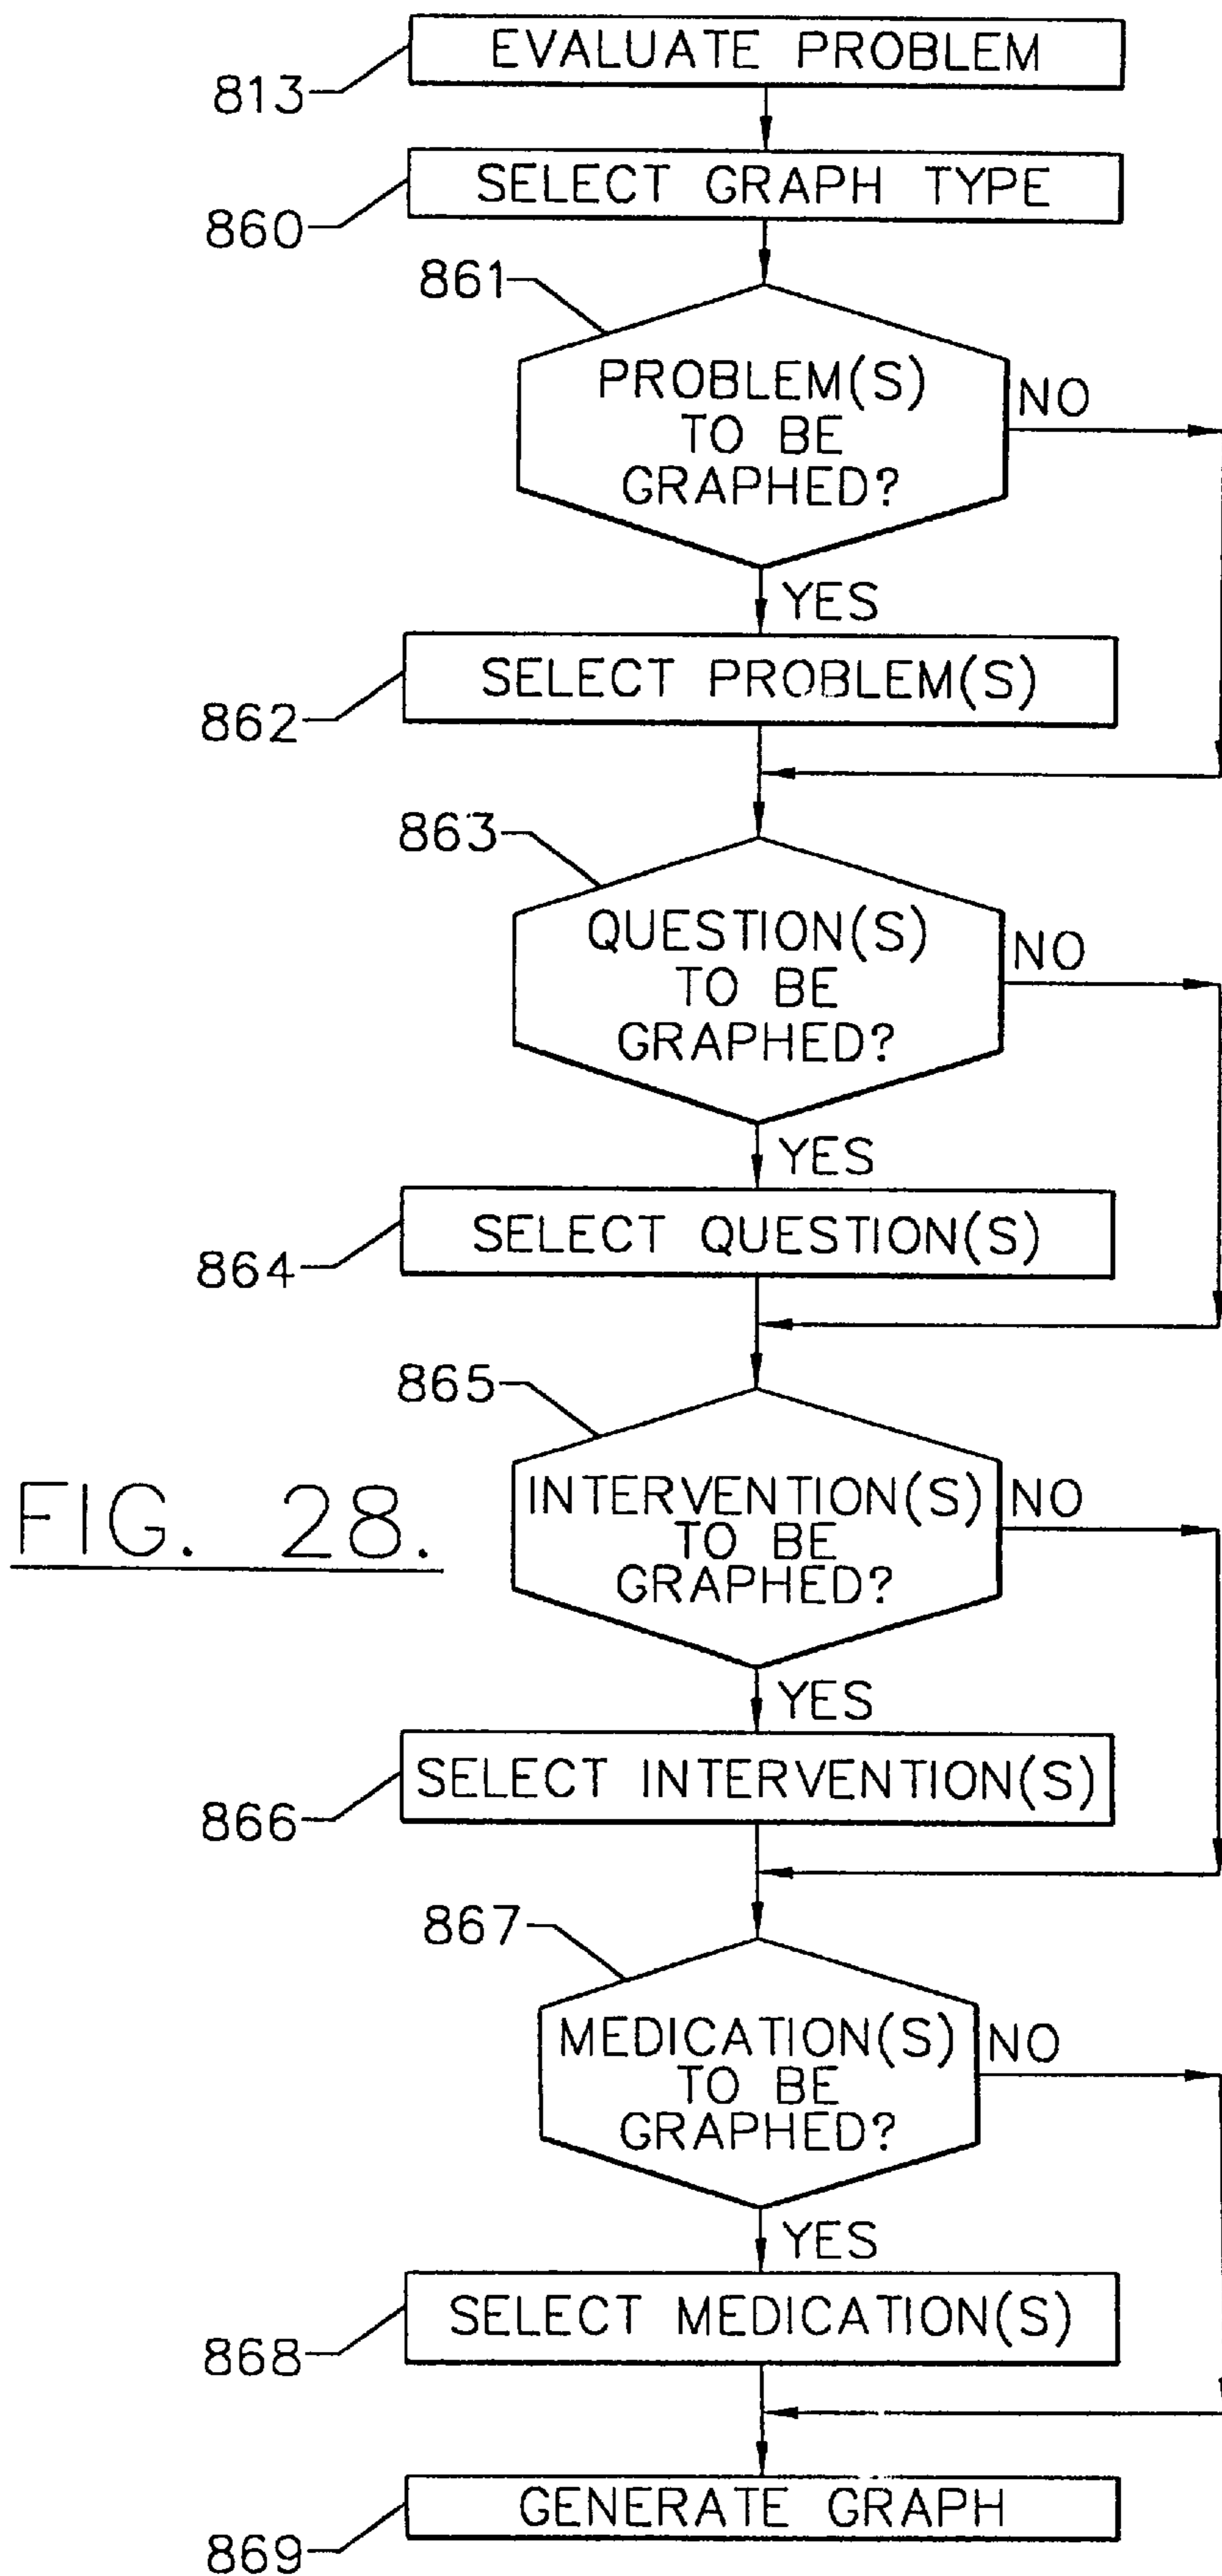 EVALUATE PROBLEM
813
SELECT GRAPH TYPE
860
861
PROBLEM(S)
TO BE
GRAPHED?
NO
YES
SELECT PROBLEM(S)
862
863
QUESTION(S)
TO BE
GRAPHED?
NO
YES
SELECT QUESTION(S)
864
865
INTERVENTION(S)
TO BE
GRAPHED?
NO
FIG. 28.
YES
SELECT INTERVENTION(S)
866
867
MEDICATION(S)
TO BE
GRAPHED?
NO
YES
SELECT MEDICATION(S)
868
GENERATE GRAPH
869